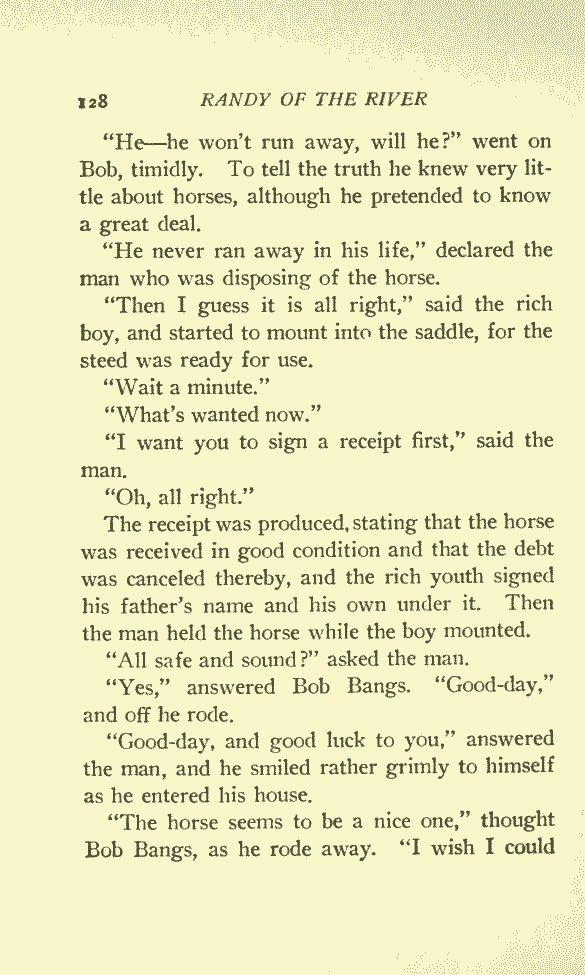 128 RANDY OF THE RIVER
"He—he won't run away, will he?" went on
Bob, timidly. To tell the truth he knew very lit-
tle about horses, although he pretended to know
a great deal.
"He never ran away in his life," declared the
man who was disposing of the horse.
"Then I guess it is all right," said the rich
boy, and started to mount into the saddle, for the
steed was ready for use.
"Wait a minute."
"What's wanted now."
"I want you to sign a receipt first," said the
man.
"Oh, all right."
The receipt was produced, stating that the horse
was received in good condition and that the debt
was canceled thereby, and the rich youth signed
his father's name and his own under it. Then
the man held the horse while the boy mounted.
"All safe and sound?" asked the man.
"Yes," answered Bob Bangs. "Good-day,"
and off he rode.
"Good-day, and good luck to you," answered
the man, and he smiled rather grimly to himself
as he entered his house.
"The horse seems to be a nice one," thought
Bob Bangs, as he rode away. "I wish I could